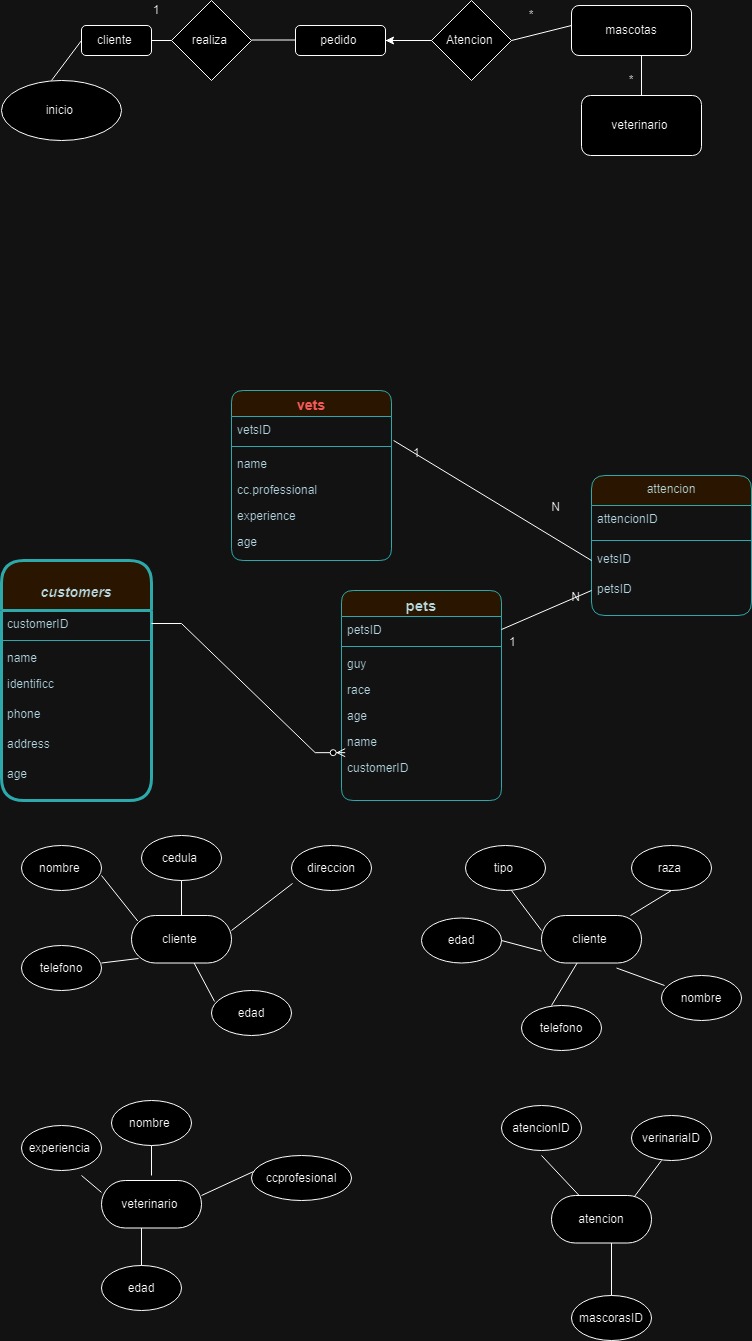 1
*
cliente
realiza
pedido
Atencion
mascotas
*
inicio
veterinario
vets
vetsID
name
cc.professional
experience
age
1
N
attencion
attencionID
vetsID
petsID
N
1
customers
customerID
name
identificc
phone
address
age
pets
petsID
guy
race
age
name
customerID
nombre
cedula
direccion
cliente
telefono
edad
tipo
raza
edad
cliente
nombre
telefono
experiencia
nombre
ccprofesional
veterinario
edad
atencionID
verinariaID
atencion
mascorasID